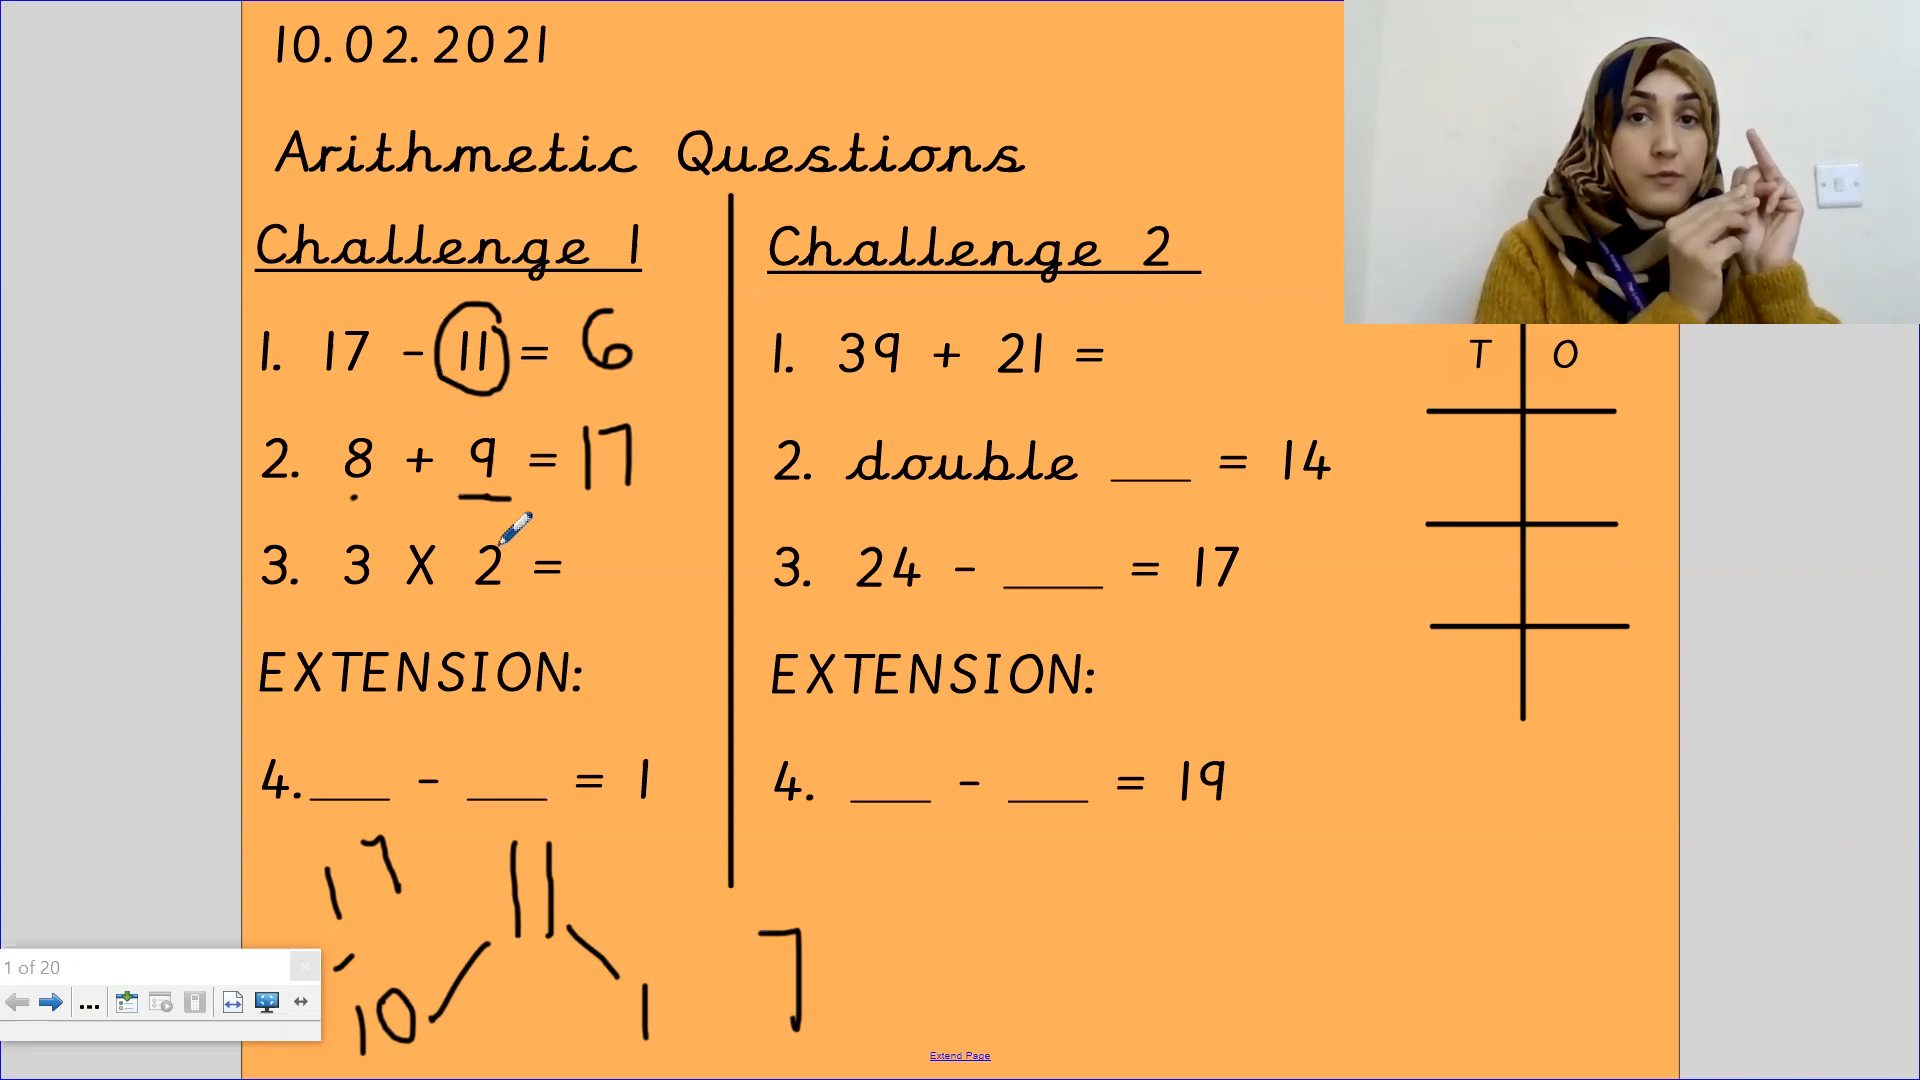 10.02.2021
Arithmetic Questions
Challenge 1
1. 17 - 11 = 6
2. 8 + 9 = 17
3. 3 X 2 =
EXTENSION:
4. ___ - ___ = 1
17 11
- 10 1 7
Challenge 2
1. 39 + 21 =
2. double ___ = 14
3. 24 - ___ = 17
EXTENSION:
4. ___ - ___ = 19
T O
1 of 20
...
Extend Page